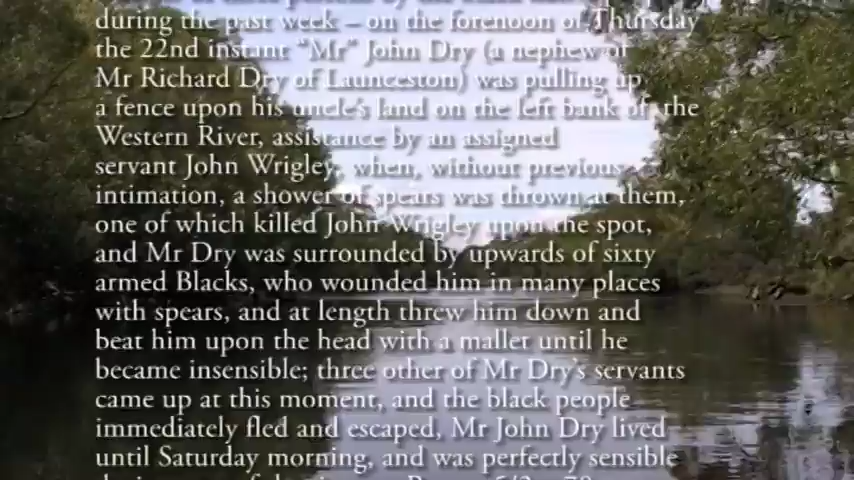 during the past week – on the forenoon of Thursday
the 22nd instant “Mr” John Dry (a nephew of
Mr Richard Dry of Launceston) was pulling up
a fence upon his uncle's land on the left bank of the
Western River, assistance by an assigned
servant John Wrigley, when, without previous
intimation, a shower of spears was thrown at them,
one of which killed John Wrigley upon the spot,
and Mr Dry was surrounded by upwards of sixty
armed Blacks, who wounded him in many places
with spears, and at length threw him down and
beat him upon the head with a mallet until he
became insensible; three other of Mr Dry’s servants
came up at this moment, and the black people
immediately fled and escaped, Mr John Dry lived
until Saturday morning, and was perfectly sensible